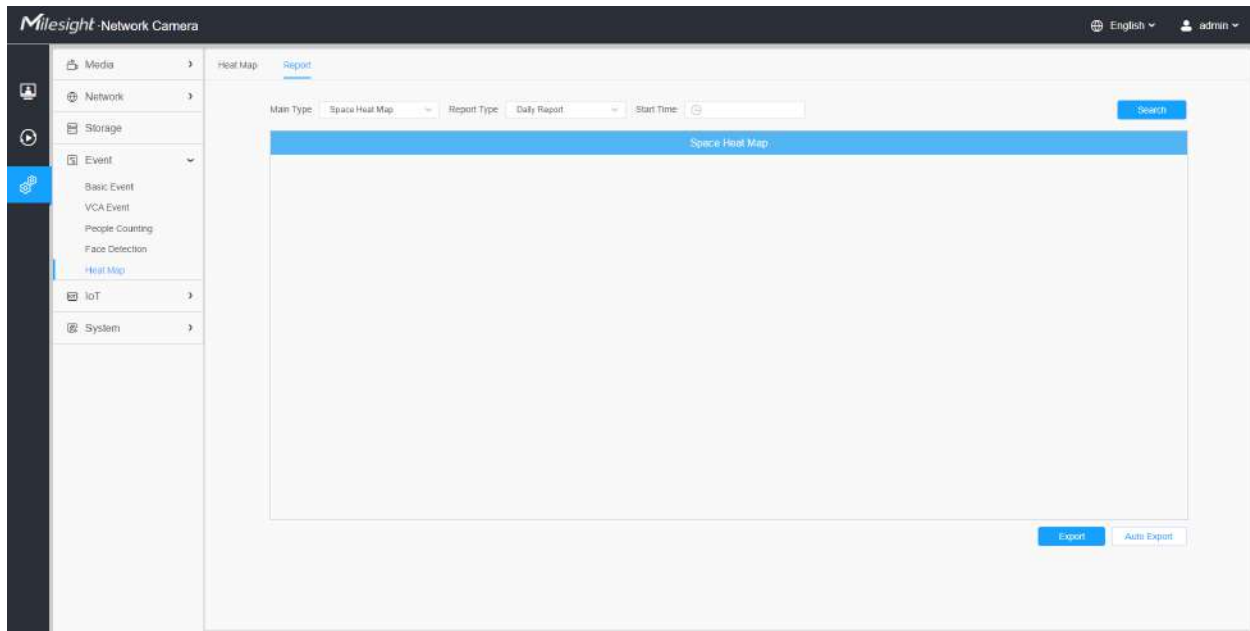 Milesight Network Camera English admin
Media Heat Map Report
Network
Main Type Space Heat Map Report Type Daily Report Start Time Search
Storage
Space Heat Map
Event
Basic Event
VCA Event
People Counting
Face Detection
Heat Map
IoT
System
Export Auto Export